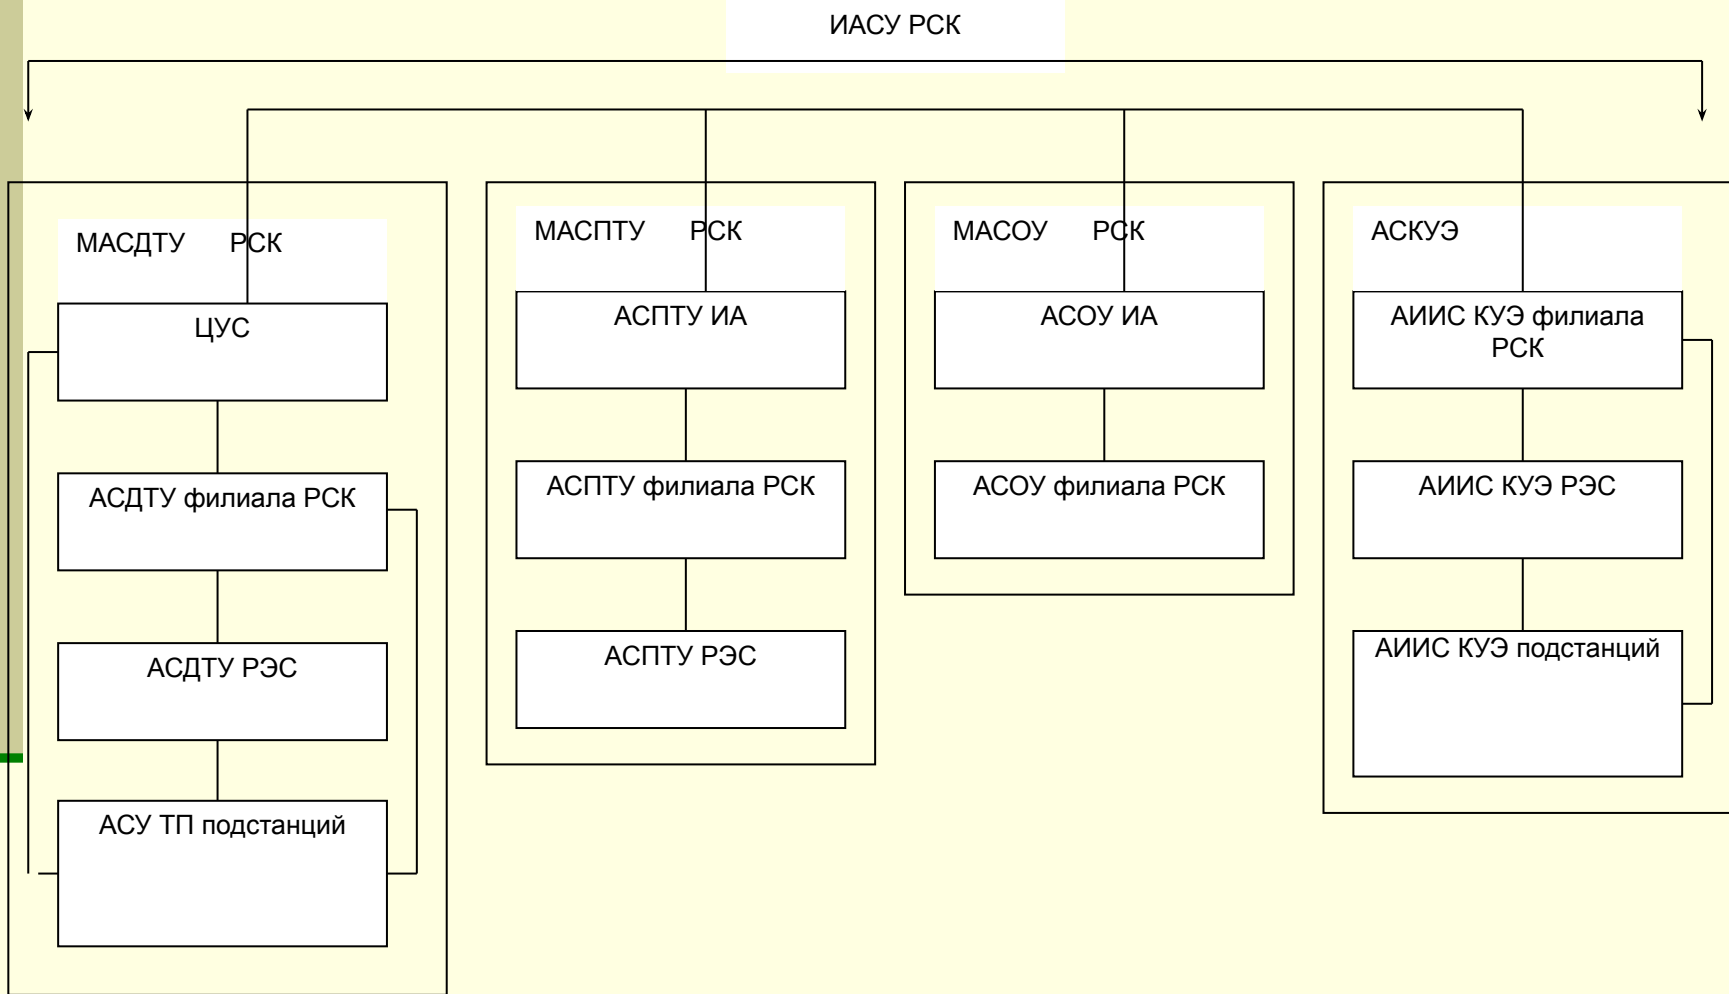 ИАСУ РСК
МАСДТУ РСК
ЦУС
АСДТУ филиала РСК
АСДТУ РЭС
АСУ ТП подстанций
МАСПТУ РСК
АСПТУ ИА
АСПТУ филиала РСК
АСПТУ РЭС
МАСОУ РСК
АСОУ ИА
АСОУ филиала РСК
АСКУЭ
АИИС КУЭ филиала
РСК
АИИС КУЭ РЭС
АИИС КУЭ подстанций